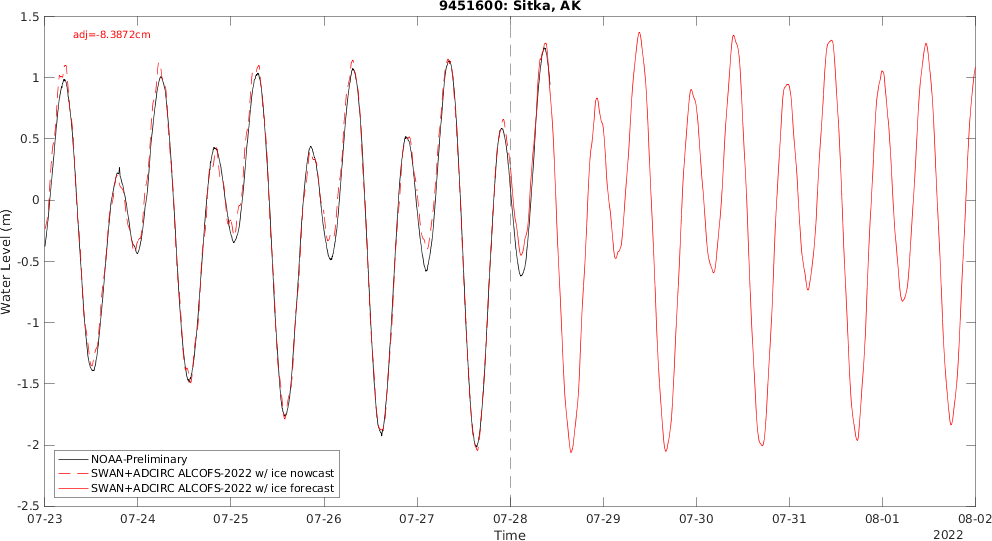 9451600: Sitka, AK
adj=-8.3872cm
1.5
1
0.5
0
-0.5
-1
-1.5
-2
-2.5
Water Level (m)
NOAA-Preliminary
SWAN+ADCIRC ALCOFS-2022 w/ ice nowcast
SWAN+ADCIRC ALCOFS-2022 w/ ice forecast
07-23 07-24 07-25 07-26 07-27 07-28 07-29 07-30 07-31 08-01 08-02
Time
2022